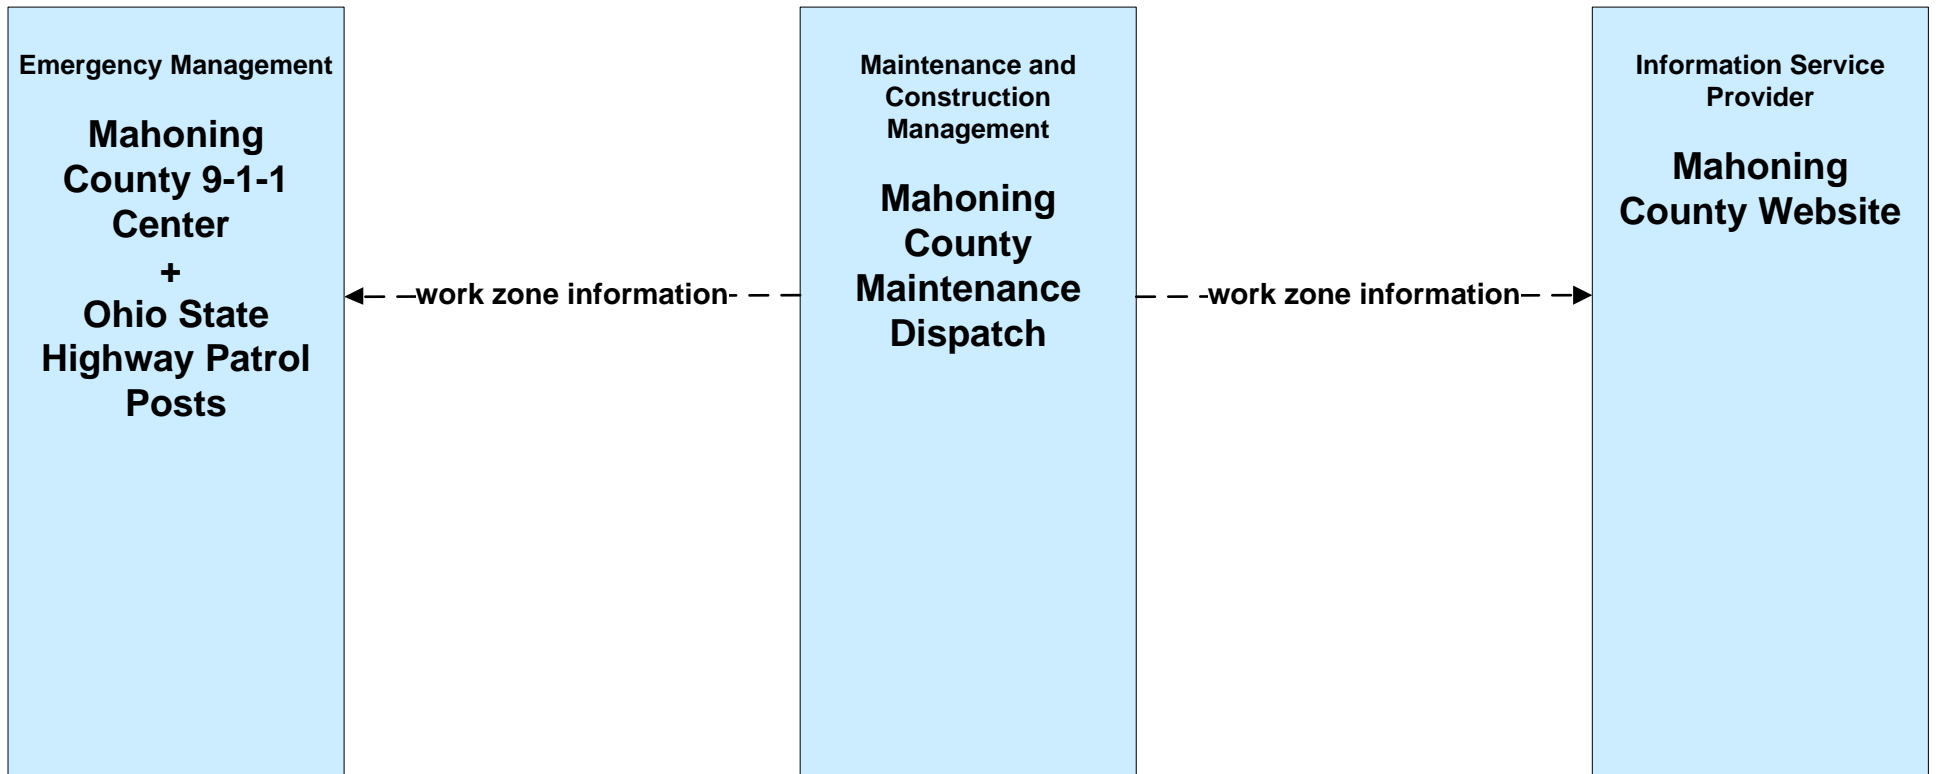 Emergency Management
Mahoning
County 9-1-1
Center
+
Ohio State
Highway Patrol
Posts
work zone information
Maintenance and
Construction
Management
Mahoning
County
Maintenance
Dispatch
work zone information
Information Service
Provider
Mahoning
County Website